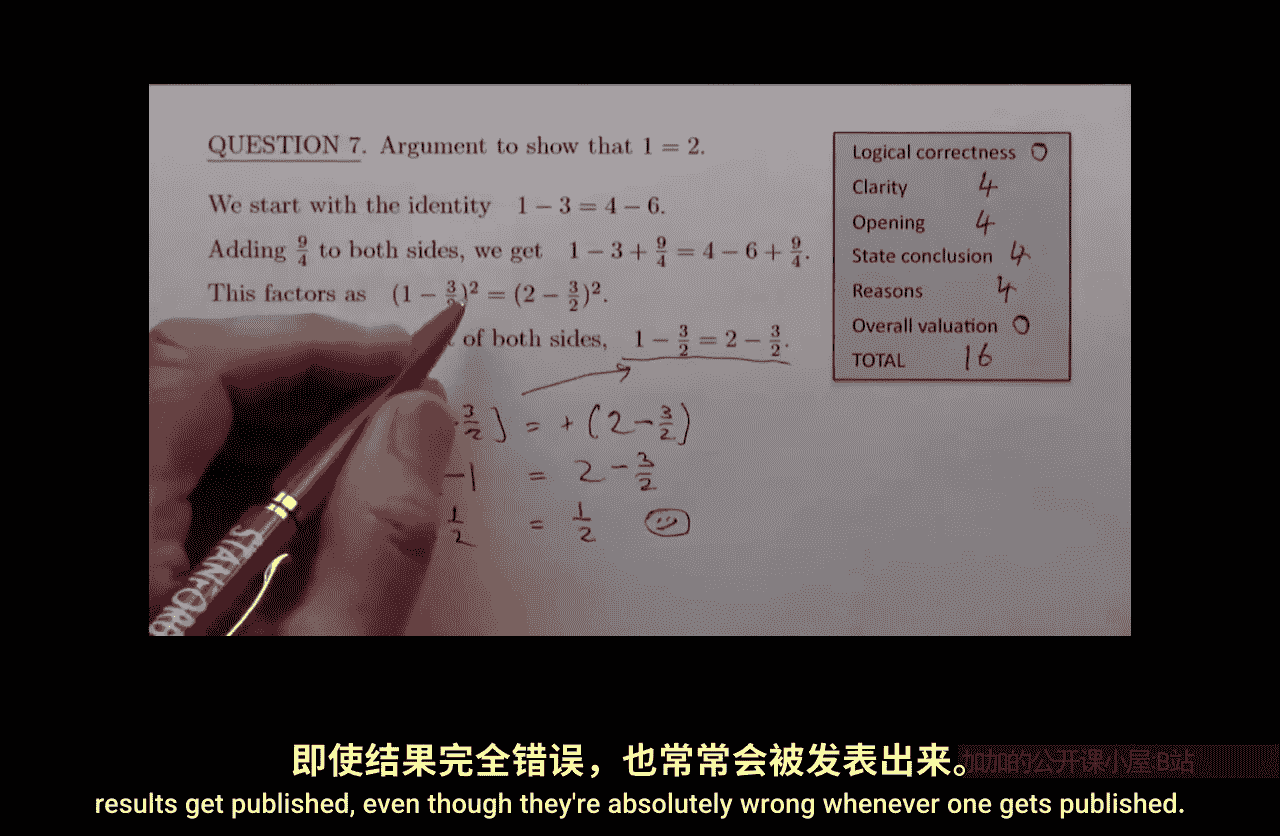 QUESTION 7. Argument to show that 1 = 2.
We start with the identity 1 − 3 = 4 − 6.
Adding 9/4 to both sides, we get 1 − 3 + 9/4 = 4 − 6 + 9/4.
This factors as (1 − 3/2)² = (2 − 3/2)².
of both sides, 1 − 3/2 = 2 − 3/2.
3/2) = + (2 − 3/2)
−1 = 2 − 3/2
1/2 = 1/2
Logical correctness 0
Clarity 4
Opening 4
State conclusion 4
Reasons 4
Overall valuation 0
TOTAL 16
STANFORD
即使结果完全错误，也常常会被发表出来。
加加的公开课小屋·B站
results get published, even though they're absolutely wrong whenever one gets published.